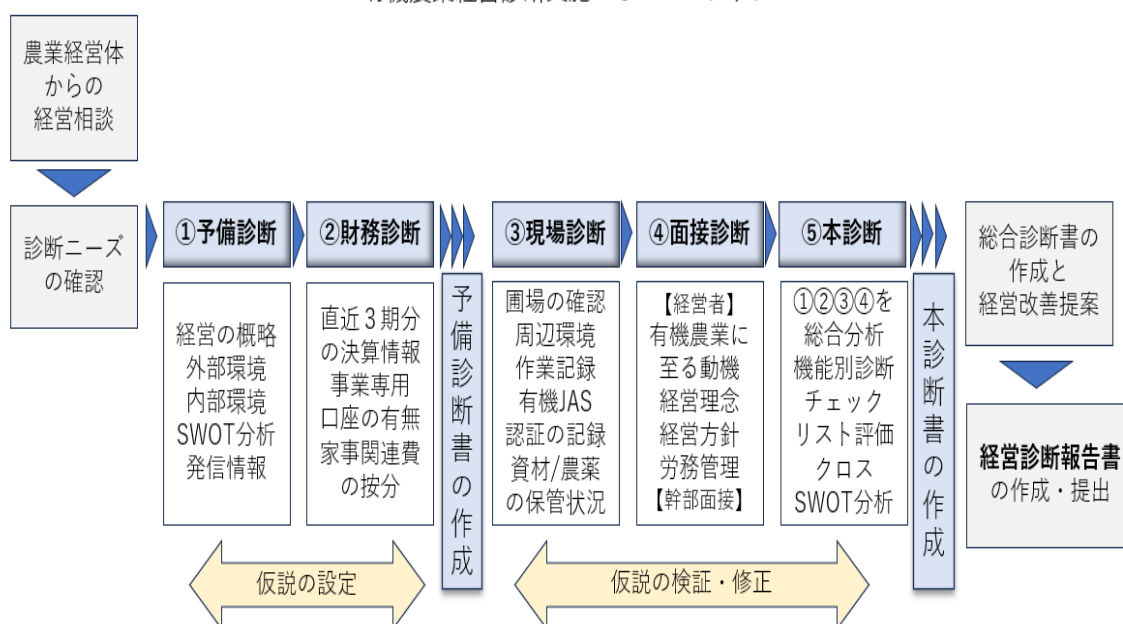 農業経営体
からの
経営相談
診断ニーズ
の確認
①予備診断
経営の概略
外部環境
内部環境
SWOT分析
発信情報
②財務診断
直近３期分
の決算情報
事業専用
口座の有無
家事関連費
の按分
仮説の設定
予備診断書の作成
③現場診断
圃場の確認
周辺環境
作業記録
有機JAS
認証の記録
資材/農薬
の保管状況
④面接診断
【経営者】
有機農業に
至る動機
経営理念
経営方針
労務管理
【幹部面接】
⑤本診断
①②③④を
総合分析
機能別診断
チェック
リスト評価
クロス
SWOT分析
仮説の検証・修正
本診断書の作成
総合診断書の
作成と
経営改善提案
経営診断報告書
の作成・提出